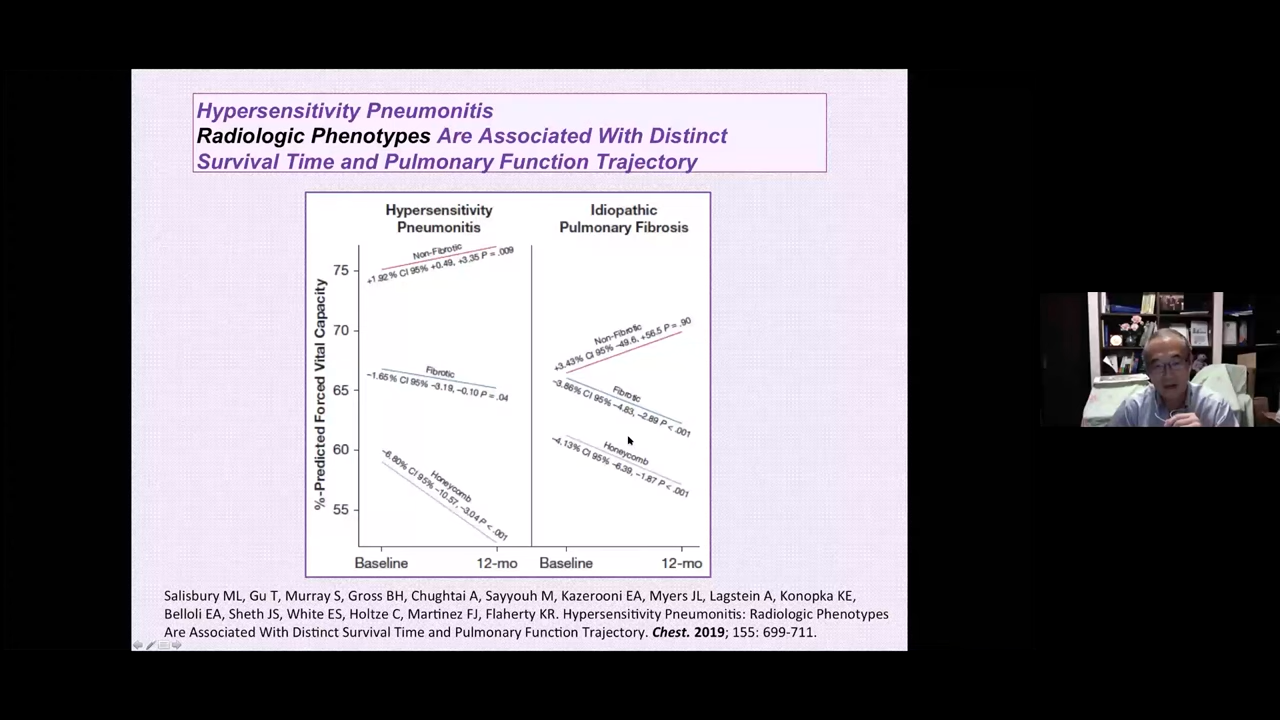 Hypersensitivity Pneumonitis
Radiologic Phenotypes Are Associated With Distinct
Survival Time and Pulmonary Function Trajectory
Hypersensitivity
Pneumonitis
Idiopathic
Pulmonary Fibrosis
%-Predicted Forced Vital Capacity
75
70
65
60
55
Non-Fibrotic
+1.92% CI 95% +0.49, +3.35 P = .009
Fibrotic
−1.65% CI 95% −3.19, −0.10 P = .04
Honeycomb
−6.80% CI 95% −10.57, −3.04 P < .001
Non-Fibrotic
+3.43% CI 95% −49.6, +56.5 P = .90
Fibrotic
−3.86% CI 95% −4.83, −2.89 P < .001
Honeycomb
−4.13% CI 95% −6.39, −1.87 P < .001
Baseline 12-mo Baseline 12-mo
Salisbury ML, Gu T, Murray S, Gross BH, Chughtai A, Sayyouh M, Kazerooni EA, Myers JL, Lagstein A, Konopka KE,
Belloli EA, Sheth JS, White ES, Holtze C, Martinez FJ, Flaherty KR. Hypersensitivity Pneumonitis: Radiologic Phenotypes
Are Associated With Distinct Survival Time and Pulmonary Function Trajectory. Chest. 2019; 155: 699-711.